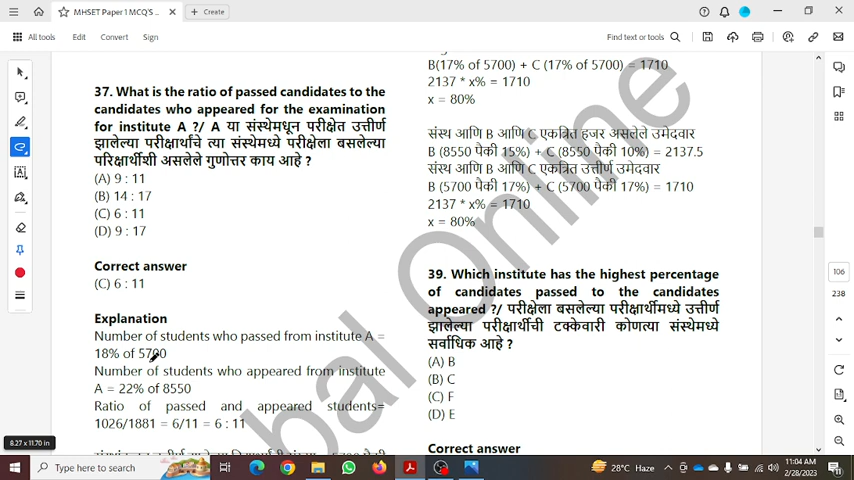 MHSET Paper 1 MCQ'S ...
Create
All tools
Edit
Convert
Sign
Find text or tools
37. What is the ratio of passed candidates to the
candidates who appeared for the examination
for institute A ?/ A या संस्थेमधून परीक्षेत उत्तीर्ण
झालेल्या परीक्षार्थांचे त्या संस्थेमध्ये परीक्षेला बसलेल्या
परिक्षार्थीशी असलेले गुणोत्तर काय आहे ?
(A) 9 : 11
(B) 14 : 17
(C) 6 : 11
(D) 9 : 17
Correct answer
(C) 6 : 11
Explanation
Number of students who passed from institute A =
18% of 5700
Number of students who appeared from institute
A = 22% of 8550
Ratio of passed and appeared students=
1026/1881 = 6/11 = 6 : 11
B(17% of 5700) + C (17% of 5700) = 1710
2137 * x% = 1710
x = 80%
संस्थ आणि B आणि C एकत्रित हजर असलेले उमेदवार
B (8550 पैकी 15%) + C (8550 पैकी 10%) = 2137.5
संस्थ आणि B आणि C एकत्रित उत्तीर्ण उमेदवार
B (5700 पैकी 17%) + C (5700 पैकी 17%) = 1710
2137 * x% = 1710
x = 80%
39. Which institute has the highest percentage
of candidates passed to the candidates
appeared ?/ परीक्षेला बसलेल्या परीक्षार्थीमध्ये उत्तीर्ण
झालेल्या परीक्षार्थीची टक्केवारी कोणत्या संस्थेमध्ये
सर्वाधिक आहे ?
(A) B
(B) C
(C) F
(D) E
Correct answer
bal Online
106
238
8.27 x 11.70 in
Type here to search
28°C Haze
11:04 AM
2/28/2023
11